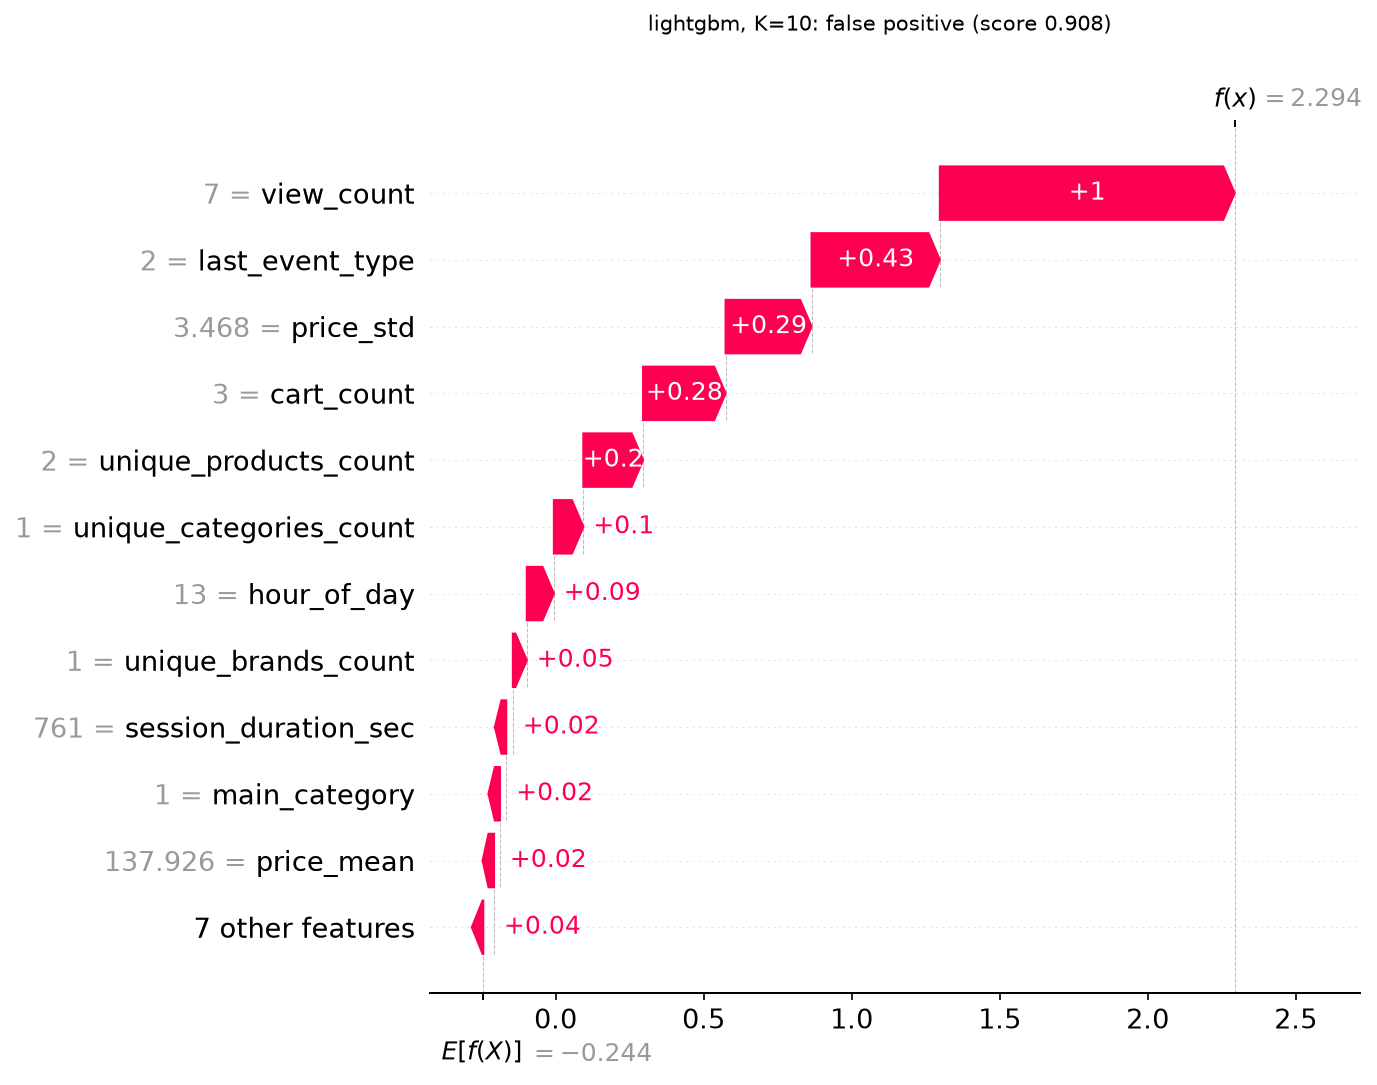 lightgbm, K=10: false positive (score 0.908)
f(x) = 2.294
7 = view_count +1
2 = last_event_type +0.43
3.468 = price_std +0.29
3 = cart_count +0.28
2 = unique_products_count +0.2
1 = unique_categories_count +0.1
13 = hour_of_day +0.09
1 = unique_brands_count +0.05
761 = session_duration_sec +0.02
1 = main_category +0.02
137.926 = price_mean +0.02
7 other features +0.04
0.0 0.5 1.0 1.5 2.0 2.5
E[f(X)] = −0.244